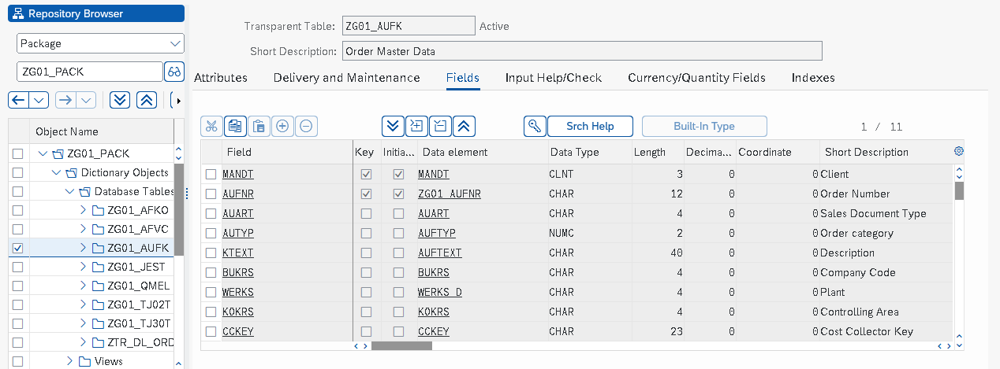 Repository Browser
Package
ZG01_PACK
Object Name
ZG01_PACK
Dictionary Objects
Database Tables
ZG01_AFKO
ZG01_AFVC
ZG01_AUFK
ZG01_JEST
ZG01_QMEL
ZG01_TJ02T
ZG01_TJ30T
ZTR_DL_ORD
Views
Transparent Table: ZG01_AUFK Active
Short Description: Order Master Data
Attributes Delivery and Maintenance Fields Input Help/Check Currency/Quantity Fields Indexes
Srch Help Built-In Type 1 / 11
Field Key Initia... Data element Data Type Length Decima... Coordinate Short Description
MANDT MANDT CLNT 3 0 0 Client
AUFNR ZG01_AUFNR CHAR 12 0 0 Order Number
AUART AUART CHAR 4 0 0 Sales Document Type
AUTYP AUFTYP NUMC 2 0 0 Order category
KTEXT AUFTEXT CHAR 40 0 0 Description
BUKRS BUKRS CHAR 4 0 0 Company Code
WERKS WERKS_D CHAR 4 0 0 Plant
KOKRS KOKRS CHAR 4 0 0 Controlling Area
CCKEY CCKEY CHAR 23 0 0 Cost Collector Key